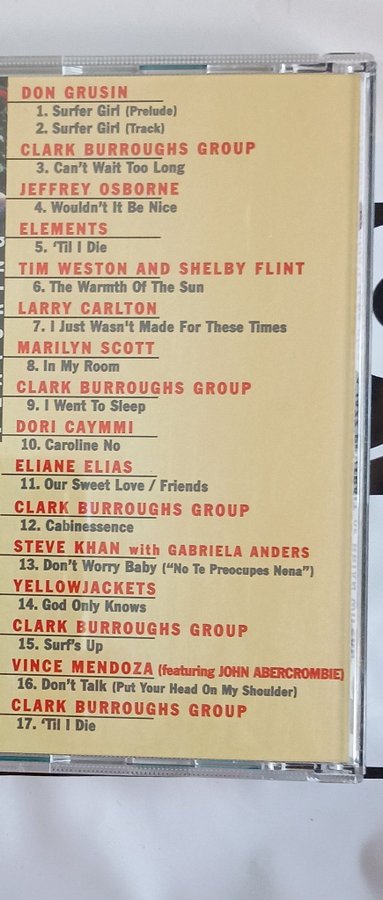 DON GRUSIN
1. Surfer Girl (Prelude)
2. Surfer Girl (Track)
CLARK BURROUGHS GROUP
3. Can't Wait Too Long
JEFFREY OSBORNE
4. Wouldn't It Be Nice
ELEMENTS
5. 'Til I Die
TIM WESTON AND SHELBY FLINT
6. The Warmth Of The Sun
LARRY CARLTON
7. I Just Wasn't Made For These Times
MARILYN SCOTT
8. In My Room
CLARK BURROUGHS GROUP
9. I Went To Sleep
DORI CAYMMI
10. Caroline No
ELIANE ELIAS
11. Our Sweet Love / Friends
CLARK BURROUGHS GROUP
12. Cabinessence
STEVE KHAN with GABRIELA ANDERS
13. Don't Worry Baby ("No Te Preocupes Nena")
YELLOWJACKETS
14. God Only Knows
CLARK BURROUGHS GROUP
15. Surf's Up
VINCE MENDOZA (featuring JOHN ABERCROMBIE)
16. Don't Talk (Put Your Head On My Shoulder)
CLARK BURROUGHS GROUP
17. 'Til I Die